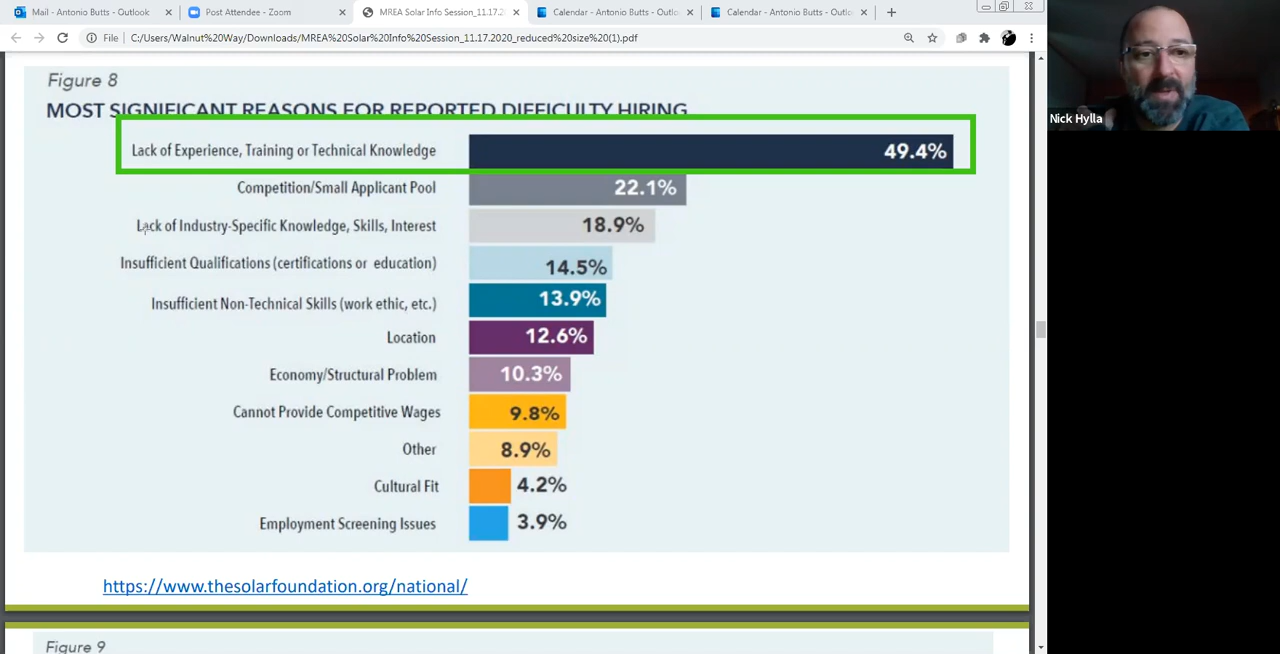 Mail - Antonio Butts - Outlook
Post Attendee - Zoom
MREA Solar Info Session_11.17.2
Calendar - Antonio Butts - Outlo
Calendar - Antonio Butts - Outlo
File
C:/Users/Walnut%20Way/Downloads/MREA%20Solar%20Info%20Session_11.17.2020_reduced%20size%20(1).pdf
Figure 8
MOST SIGNIFICANT REASONS FOR REPORTED DIFFICULTY HIRING
Lack of Experience, Training or Technical Knowledge 49.4%
Competition/Small Applicant Pool 22.1%
Lack of Industry-Specific Knowledge, Skills, Interest 18.9%
Insufficient Qualifications (certifications or education) 14.5%
Insufficient Non-Technical Skills (work ethic, etc.) 13.9%
Location 12.6%
Economy/Structural Problem 10.3%
Cannot Provide Competitive Wages 9.8%
Other 8.9%
Cultural Fit 4.2%
Employment Screening Issues 3.9%
https://www.thesolarfoundation.org/national/
Figure 9
Nick Hylla